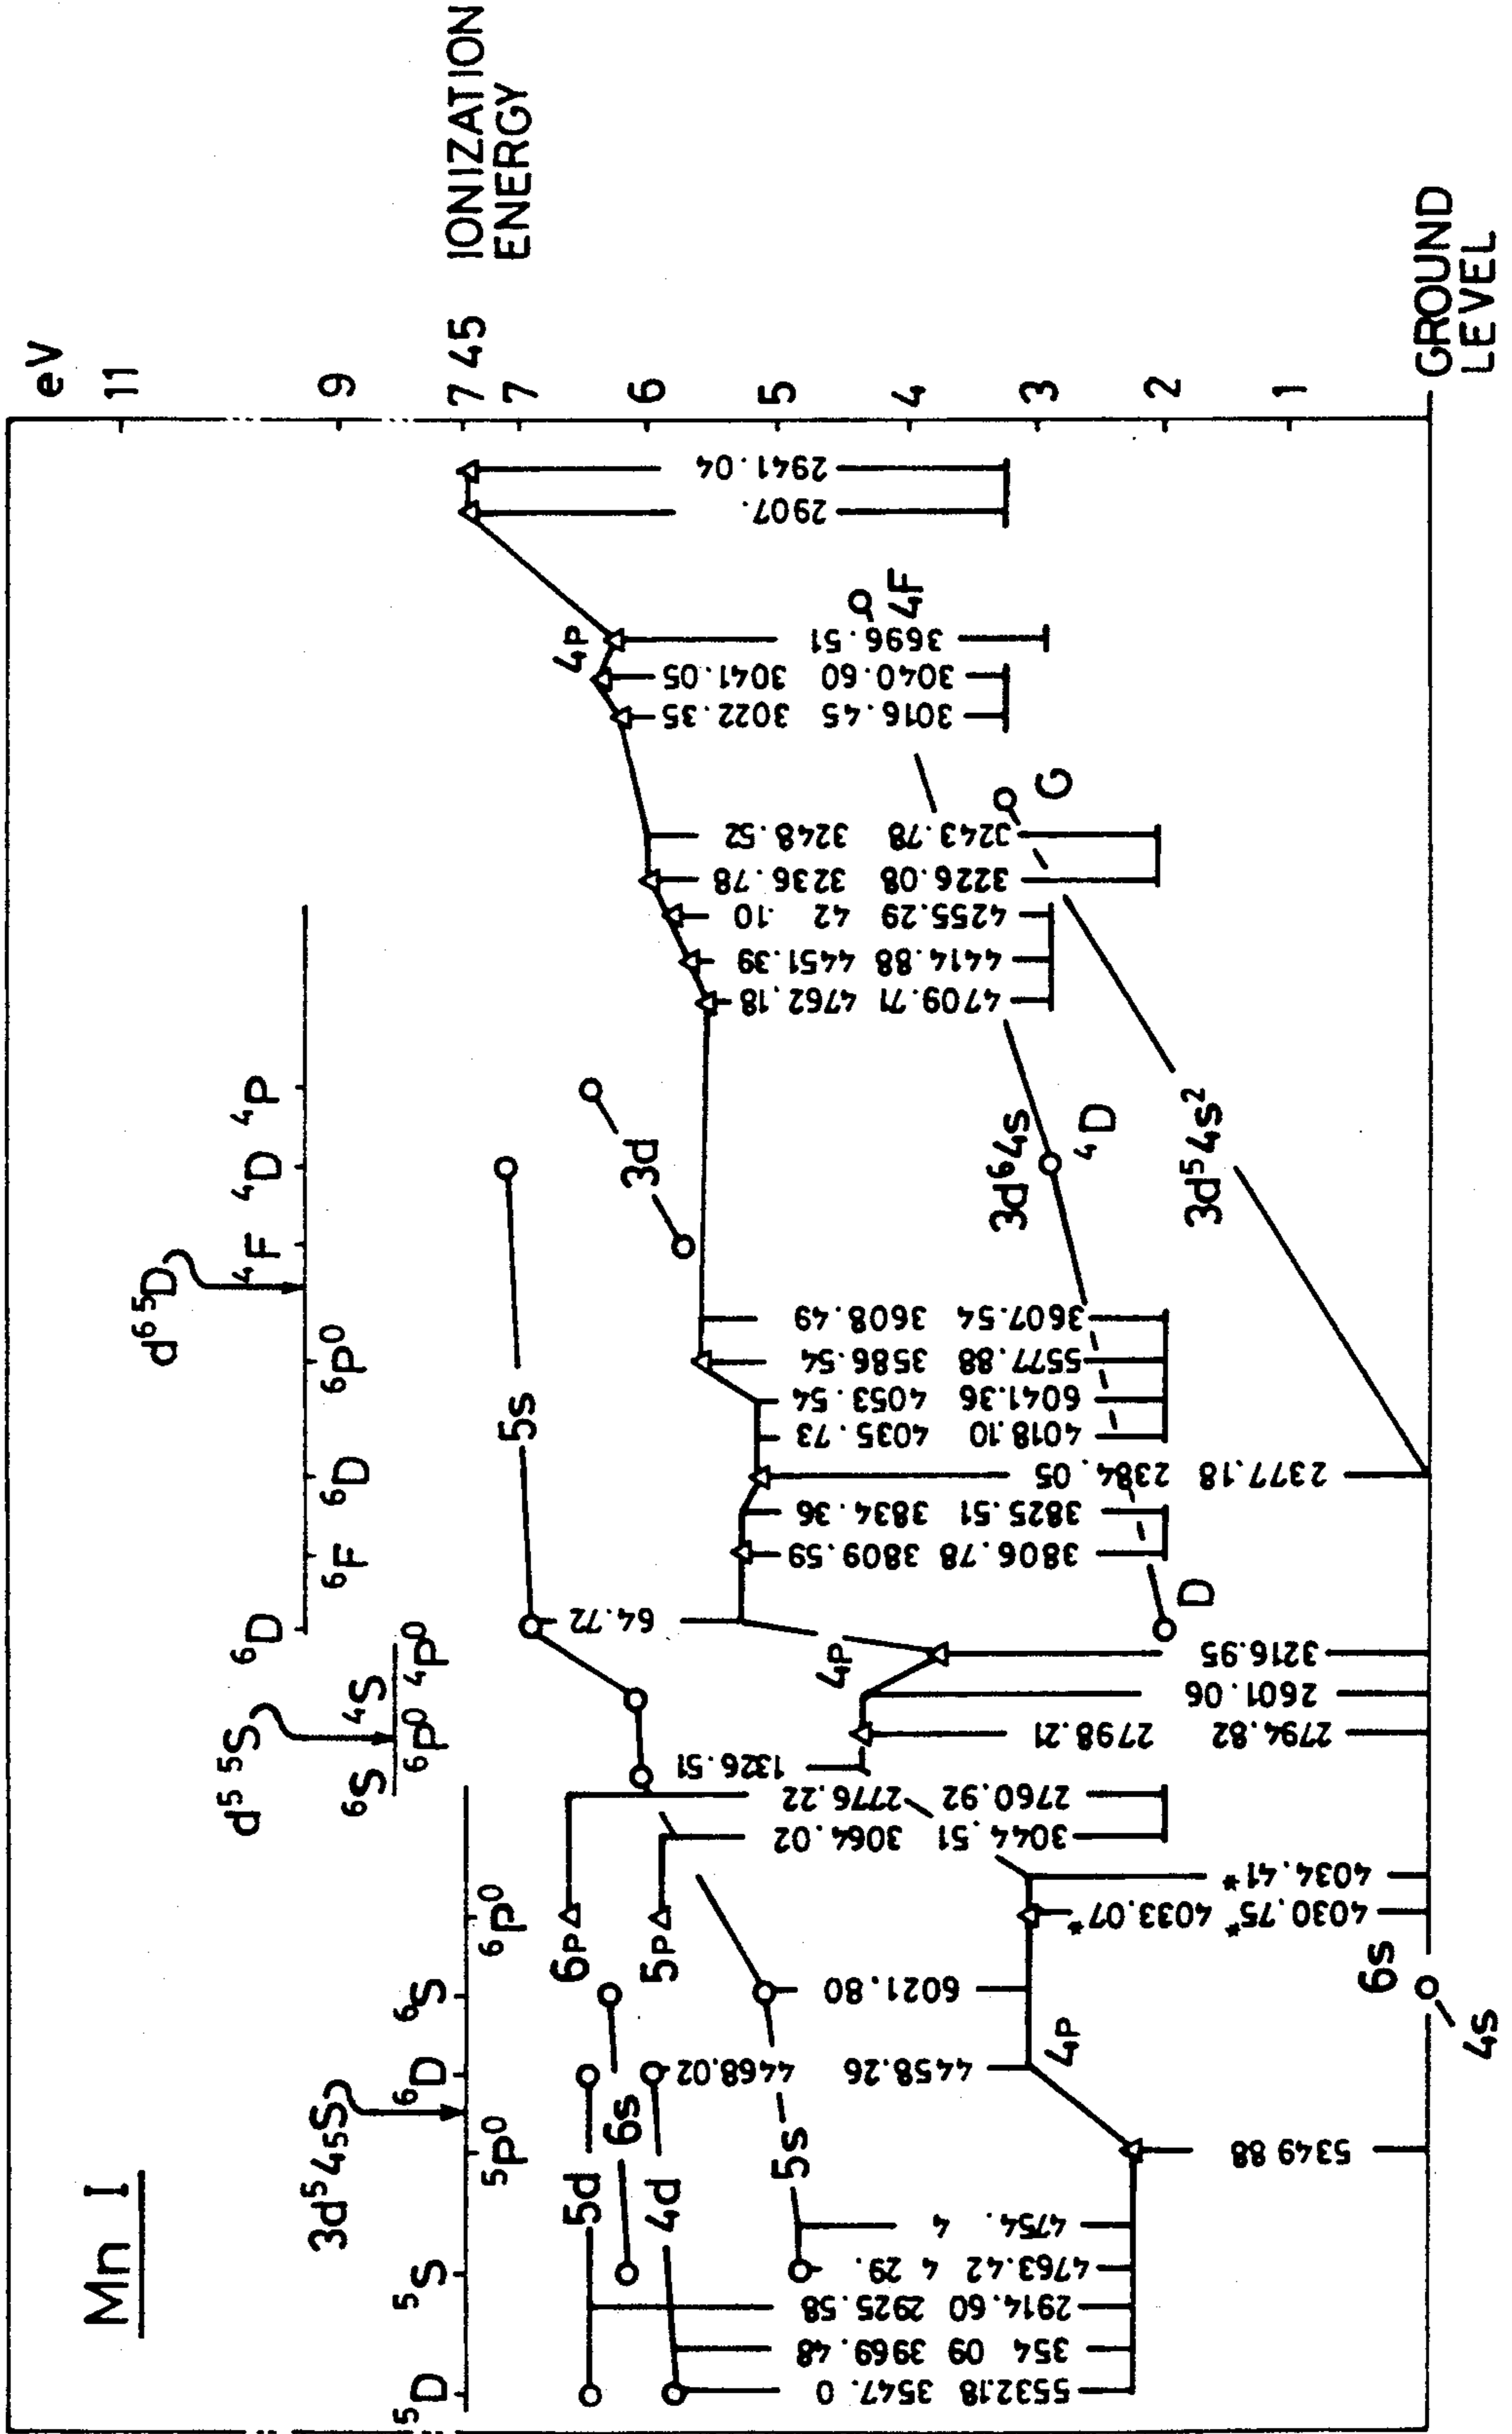 Mn I
3d⁵4s⁵S
d⁵ ⁵S
d⁶ ⁵D
⁵D
⁵S
⁵P⁰
⁶D
⁶S
⁶P⁰
⁶S
⁴S
⁶P⁰
⁴P⁰
⁶D
⁶F
⁶D
⁶P⁰
⁴F
⁴D
⁴P
eV
11
9
7 45 IONIZATION
ENERGY
7
6
5
4
3
2
1
GROUND
LEVEL
5d
6s
4d
5s
6p
5p
4p
4p
4p
5s
3d
6s
4s
D
3d⁶4s
⁴D
3d⁵4s²
G
4F
5532.18 3547. 0
354 09 3969.48
2914.60 2925.58
4763.42 4 29.
4754. 4
5349 88
4458.26 4468.02
6021.80
4030.75* 4033.07*
4034.41*
3044.51 3064.02
2760.92 2776.22
1326.51
2794.82 2798.21
2601.06
3216.95
64.72
3806.78 3809.59
3825.51 3834.36
2377.18 2384.05
4018.10 4035.73
6041.36 4053.54
5577.88 3586.54
3607.54 3608.49
4709.71 4762.18
4414.88 4451.39
4255.29 42 .10
3226.08 3236.78
3243.78 3248.52
3016.45 3022.35
3040.60 3041.05
3696.51
2907.
2941.04